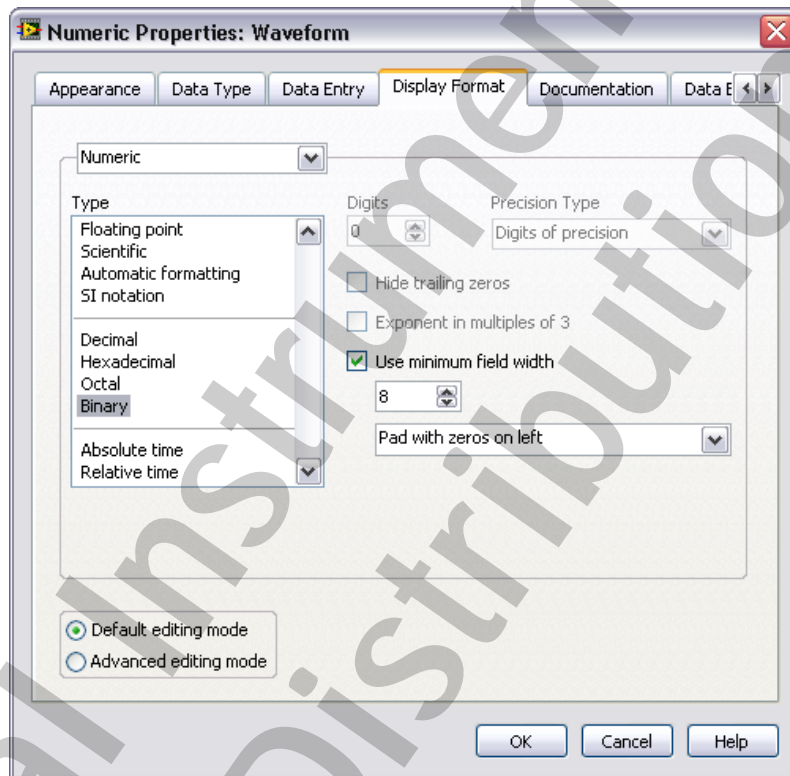 Numeric Properties: Waveform
Appearance Data Type Data Entry Display Format Documentation Data E
Numeric
Type
Floating point
Scientific
Automatic formatting
SI notation
Decimal
Hexadecimal
Octal
Binary
Absolute time
Relative time
Digits Precision Type
0 Digits of precision
Hide trailing zeros
Exponent in multiples of 3
Use minimum field width
8
Pad with zeros on left
Default editing mode
Advanced editing mode
OK Cancel Help
al Instrumen
Distribution